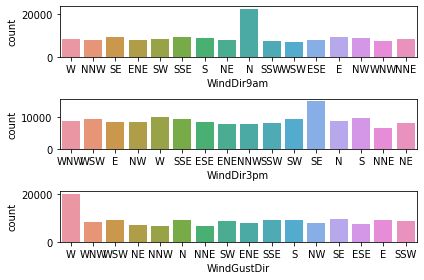 20000
count
0
W NNW SE ENE SW SSE S NE N SSW WSW ESE E NW WNW NNE
WindDir9am
10000
count
0
WNW WSW E NW W SSE ESE ENE NNW SSW SW SE N S NNE NE
WindDir3pm
20000
count
0
W WNW WSW NE NNW N NNE SW ENE SSE S NW SE ESE E SSW
WindGustDir